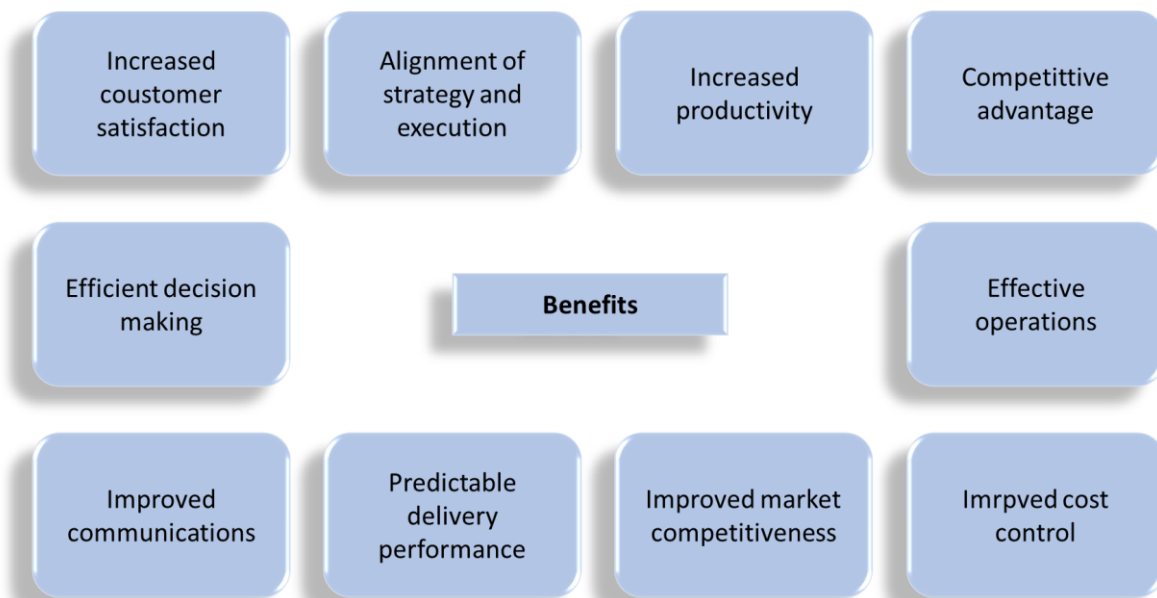 Increased
coustomer
satisfaction
Alignment of
strategy and
execution
Increased
productivity
Competittive
advantage
Efficient decision
making
Benefits
Effective
operations
Improved
communications
Predictable
delivery
performance
Improved market
competitiveness
Imrpved cost
control